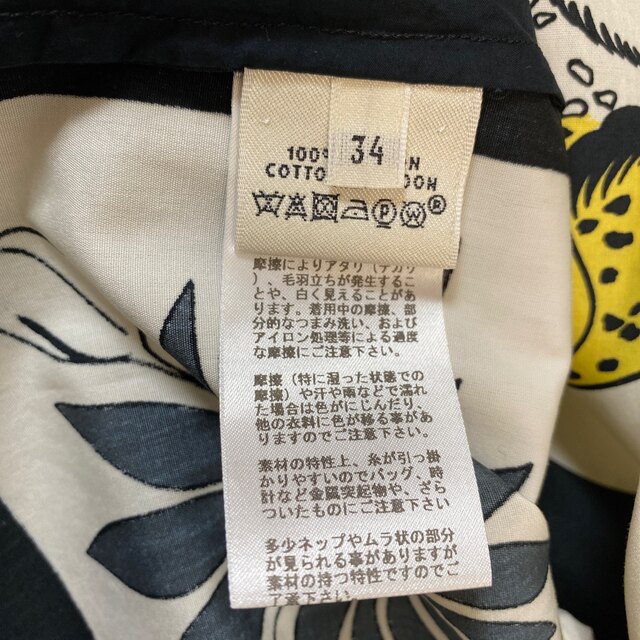 34
100%
COTTO
OON
P W®
摩擦によりアタリ（テカリ
）、毛羽立ちが発生するこ
とや、白く見えることがあ
ります。着用中の摩擦、部
分的なつまみ洗い、および
アイロン処理等による過度
な摩擦にご注意下さい。
摩擦（特に湿った状態での
摩擦）や汗や雨などで濡れ
た場合は色がにじんだり、
他の衣料に色が移る事があ
りますのでご注意下さい。
素材の特性上、糸が引っ掛
かりやすいのでバッグ、時
計など金属突起物や、ざら
ついたものにご注意下さい
多少ネップやムラ状の部分
が見られる事がありますが
素材の持つ特性ですのでご